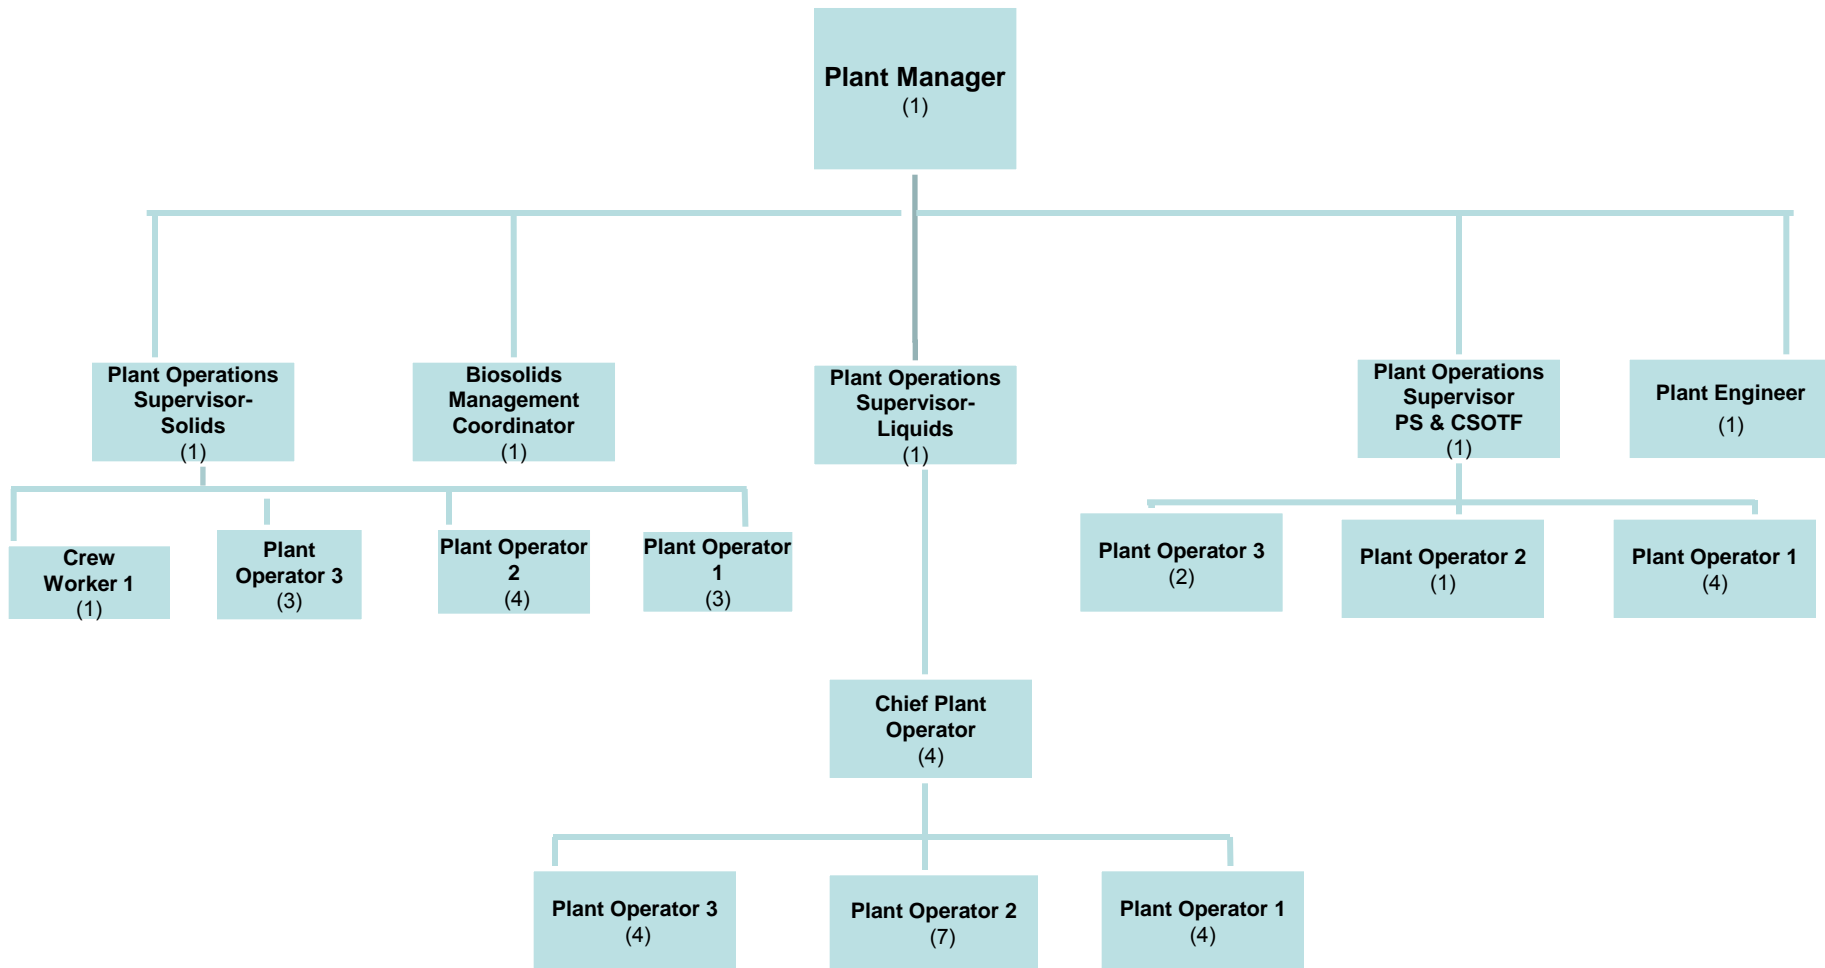 Plant Manager
(1)
Plant Operations
Supervisor-
Solids
(1)
Biosolids
Management
Coordinator
(1)
Plant Operations
Supervisor-
Liquids
(1)
Plant Operations
Supervisor
PS & CSOTF
(1)
Plant Engineer
(1)
Crew
Worker 1
(1)
Plant
Operator 3
(3)
Plant Operator
2
(4)
Plant Operator
1
(3)
Plant Operator 3
(2)
Plant Operator 2
(1)
Plant Operator 1
(4)
Chief Plant
Operator
(4)
Plant Operator 3
(4)
Plant Operator 2
(7)
Plant Operator 1
(4)